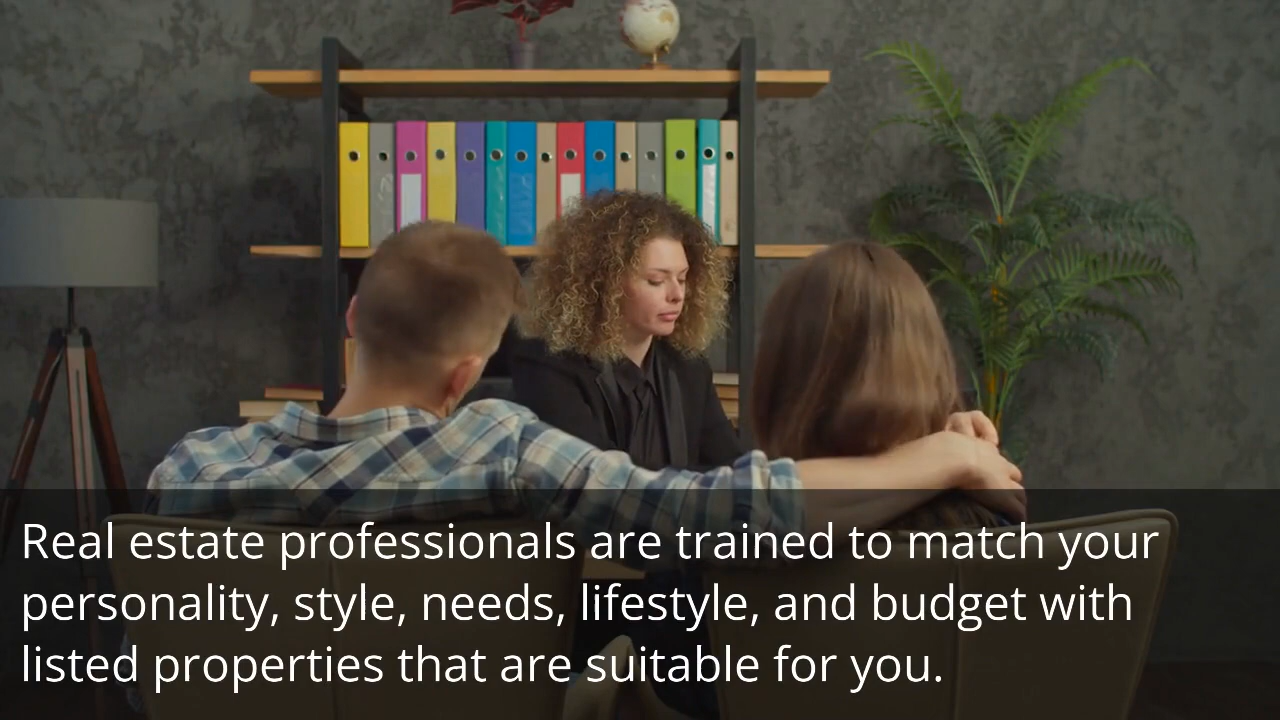 Real estate professionals are trained to match your
personality, style, needs, lifestyle, and budget with
listed properties that are suitable for you.